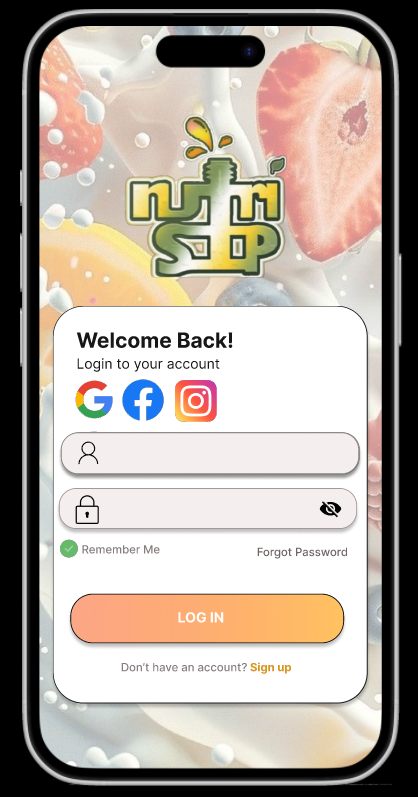 nutri
Sip
Welcome Back!
Login to your account
Remember Me
Forgot Password
LOG IN
Don't have an account? Sign up